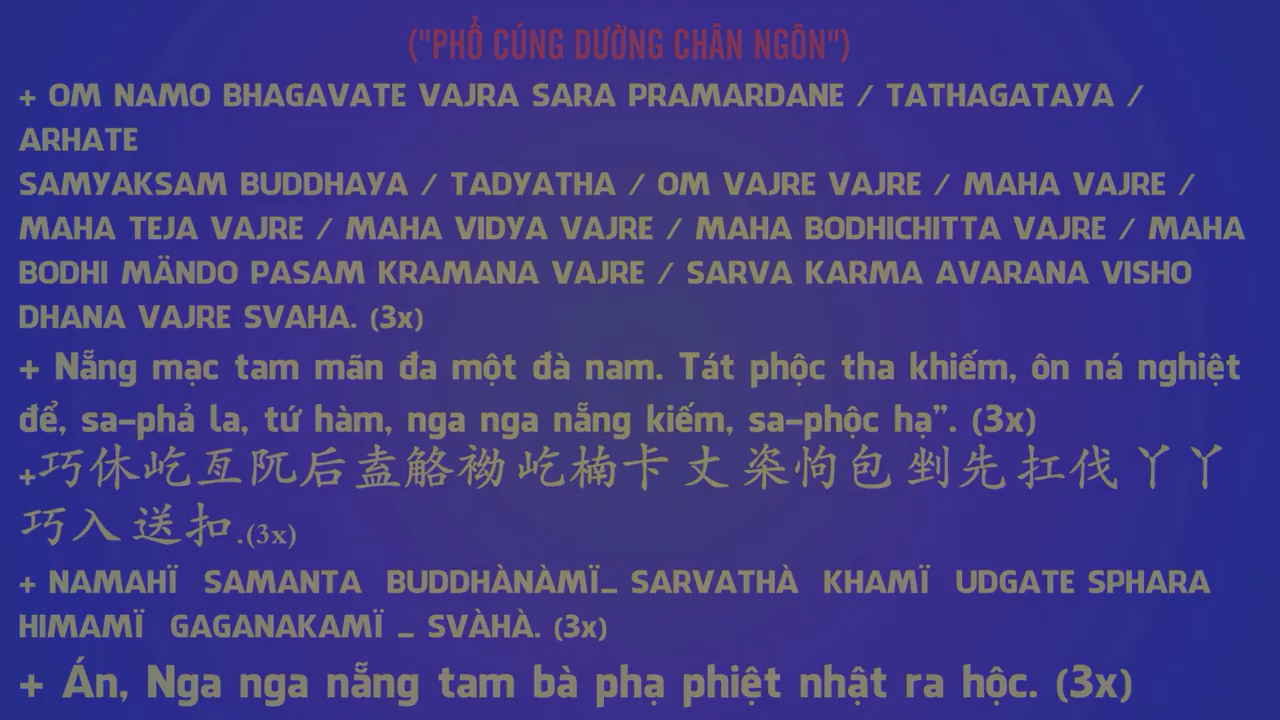 ("PHỔ CÚNG DƯỜNG CHÂN NGÔN")
+ OM NAMO BHAGAVATE VAJRA SARA PRAMARDANE / TATHAGATAYA /
ARHATE
SAMYAKSAM BUDDHAYA / TADYATHA / OM VAJRE VAJRE / MAHA VAJRE /
MAHA TEJA VAJRE / MAHA VIDYA VAJRE / MAHA BODHICHITTA VAJRE / MAHA
BODHI MÄNDO PASAM KRAMANA VAJRE / SARVA KARMA AVARANA VISHO
DHANA VAJRE SVAHA. (3x)
+ Nẵng mạc tam mãn đa một đà nam. Tát phộc tha khiếm, ôn ná nghiệt
để, sa-phả la, tứ hàm, nga nga nẵng kiếm, sa-phộc hạ”. (3x)
+巧休屹亙阢后盍觡袎屹楠卡丈楶怐包剉先扛伐丫丫
巧入送扣.(3x)
+ NAMAHÏ SAMANTA BUDDHÀNÀMÏ_ SARVATHÀ KHAMÏ UDGATE SPHARA
HIMAMÏ GAGANAKAMÏ _ SVÀHÀ. (3x)
+ Án, Nga nga nẵng tam bà phạ phiệt nhật ra hộc. (3x)